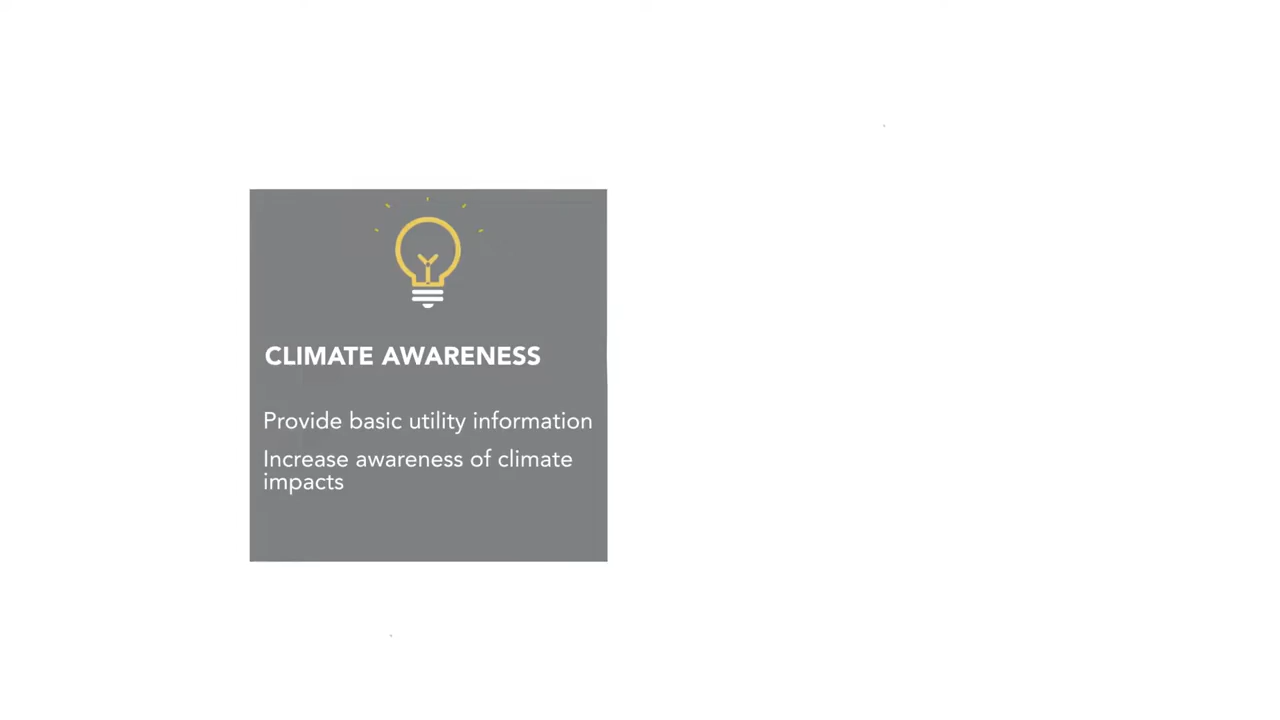 CLIMATE AWARENESS
Provide basic utility information
Increase awareness of climate
impacts